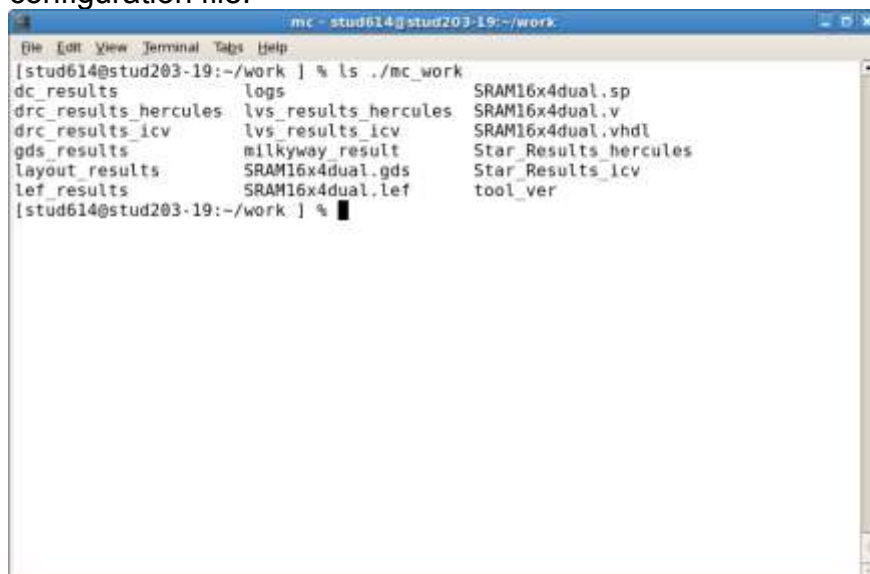 configuration file.
mc - stud614@stud203-19:~/work
File Edit View Terminal Tabs Help
[stud614@stud203-19:~/work ] % ls ./mc_work
dc_results logs SRAM16x4dual.sp
drc_results_hercules lvs_results_hercules SRAM16x4dual.v
drc_results_icv lvs_results_icv SRAM16x4dual.vhdl
gds_results milkyway_result Star_Results_hercules
layout_results SRAM16x4dual.gds Star_Results_icv
lef_results SRAM16x4dual.lef tool_ver
[stud614@stud203-19:~/work ] %